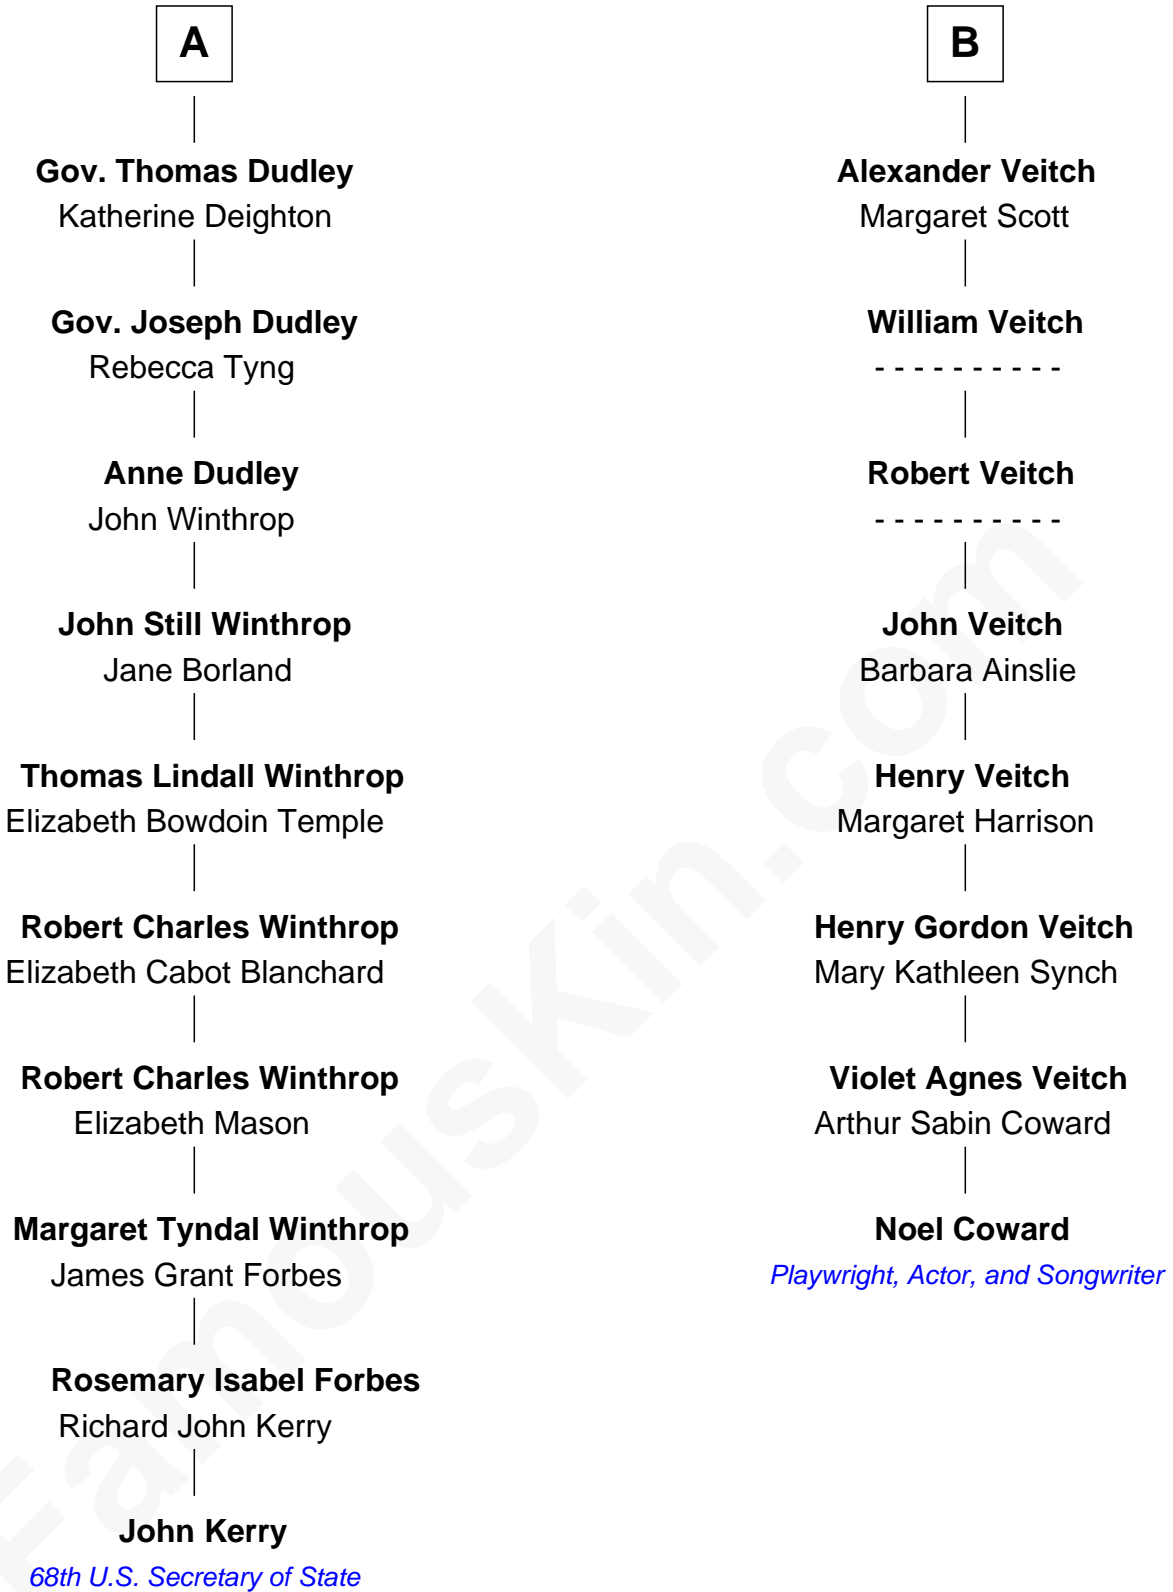 A
Gov. Thomas Dudley
Katherine Deighton
Gov. Joseph Dudley
Rebecca Tyng
Anne Dudley
John Winthrop
John Still Winthrop
Jane Borland
Thomas Lindall Winthrop
Elizabeth Bowdoin Temple
Robert Charles Winthrop
Elizabeth Cabot Blanchard
Robert Charles Winthrop
Elizabeth Mason
Margaret Tyndal Winthrop
James Grant Forbes
Rosemary Isabel Forbes
Richard John Kerry
John Kerry
68th U.S. Secretary of State
B
Alexander Veitch
Margaret Scott
William Veitch
- - - - - - - - - -
Robert Veitch
- - - - - - - - - -
John Veitch
Barbara Ainslie
Henry Veitch
Margaret Harrison
Henry Gordon Veitch
Mary Kathleen Synch
Violet Agnes Veitch
Arthur Sabin Coward
Noel Coward
Playwright, Actor, and Songwriter
FamousKin.com